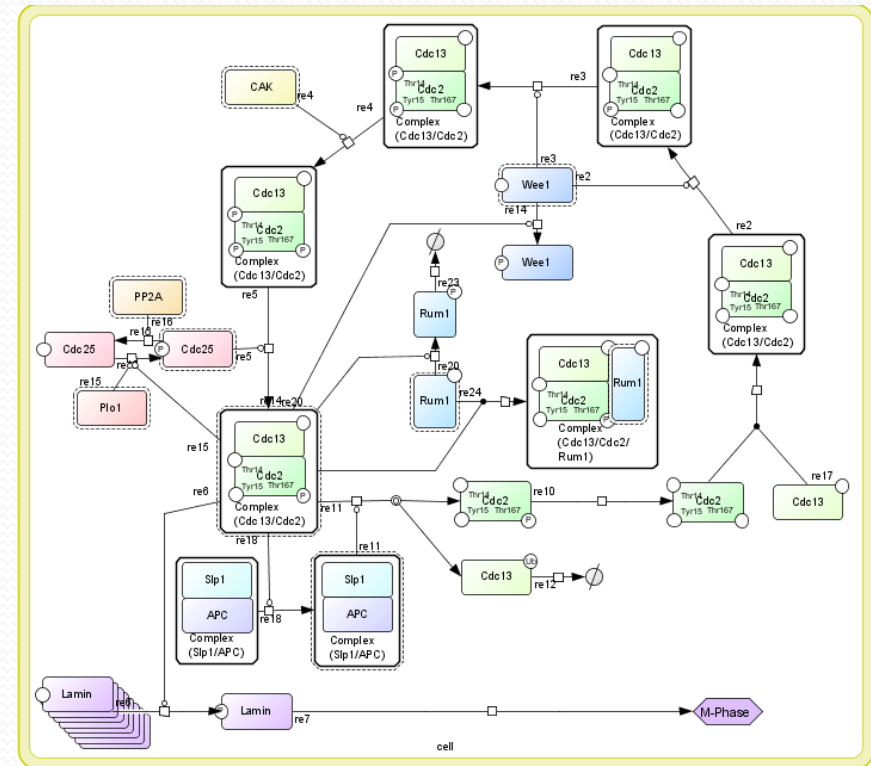 Cdc13
P
Thr14
Cdc2
Tyr15 Thr167
P
Complex
(Cdc13/Cdc2)
re3
Cdc13
Thr14
Cdc2
Tyr15 Thr167
Complex
(Cdc13/Cdc2)
CAK
re4
re4
re3
Wee1
re2
re14
Wee1
P
re2
Cdc13
P
Thr14
Cdc2
Tyr15 Thr167
P
P
Complex
(Cdc13/Cdc2)
re5
Cdc13
Thr14
Cdc2
Tyr15 Thr167
Complex
(Cdc13/Cdc2)
PP2A
re16
Cdc25
P
Cdc25
re5
re15
Plo1
re23
P
Rum1
re20
Rum1
re24
Cdc13
Thr14
Cdc2
Tyr15 Thr167
P
Rum1
Complex
(Cdc13/Cdc2/
Rum1)
re20
re15
Cdc13
Thr14
Cdc2
Tyr15 Thr167
P
Complex
(Cdc13/Cdc2)
re6
re11
re18
Thr14
Cdc2
Tyr15 Thr167
P
re10
Thr14
Cdc2
Tyr15 Thr167
re17
Cdc13
Slp1
APC
Complex
(Slp1/APC)
re18
re11
Slp1
APC
Complex
(Slp1/APC)
Ub
Cdc13
re12
Lamin
re6
P
Lamin
re7
M-Phase
cell